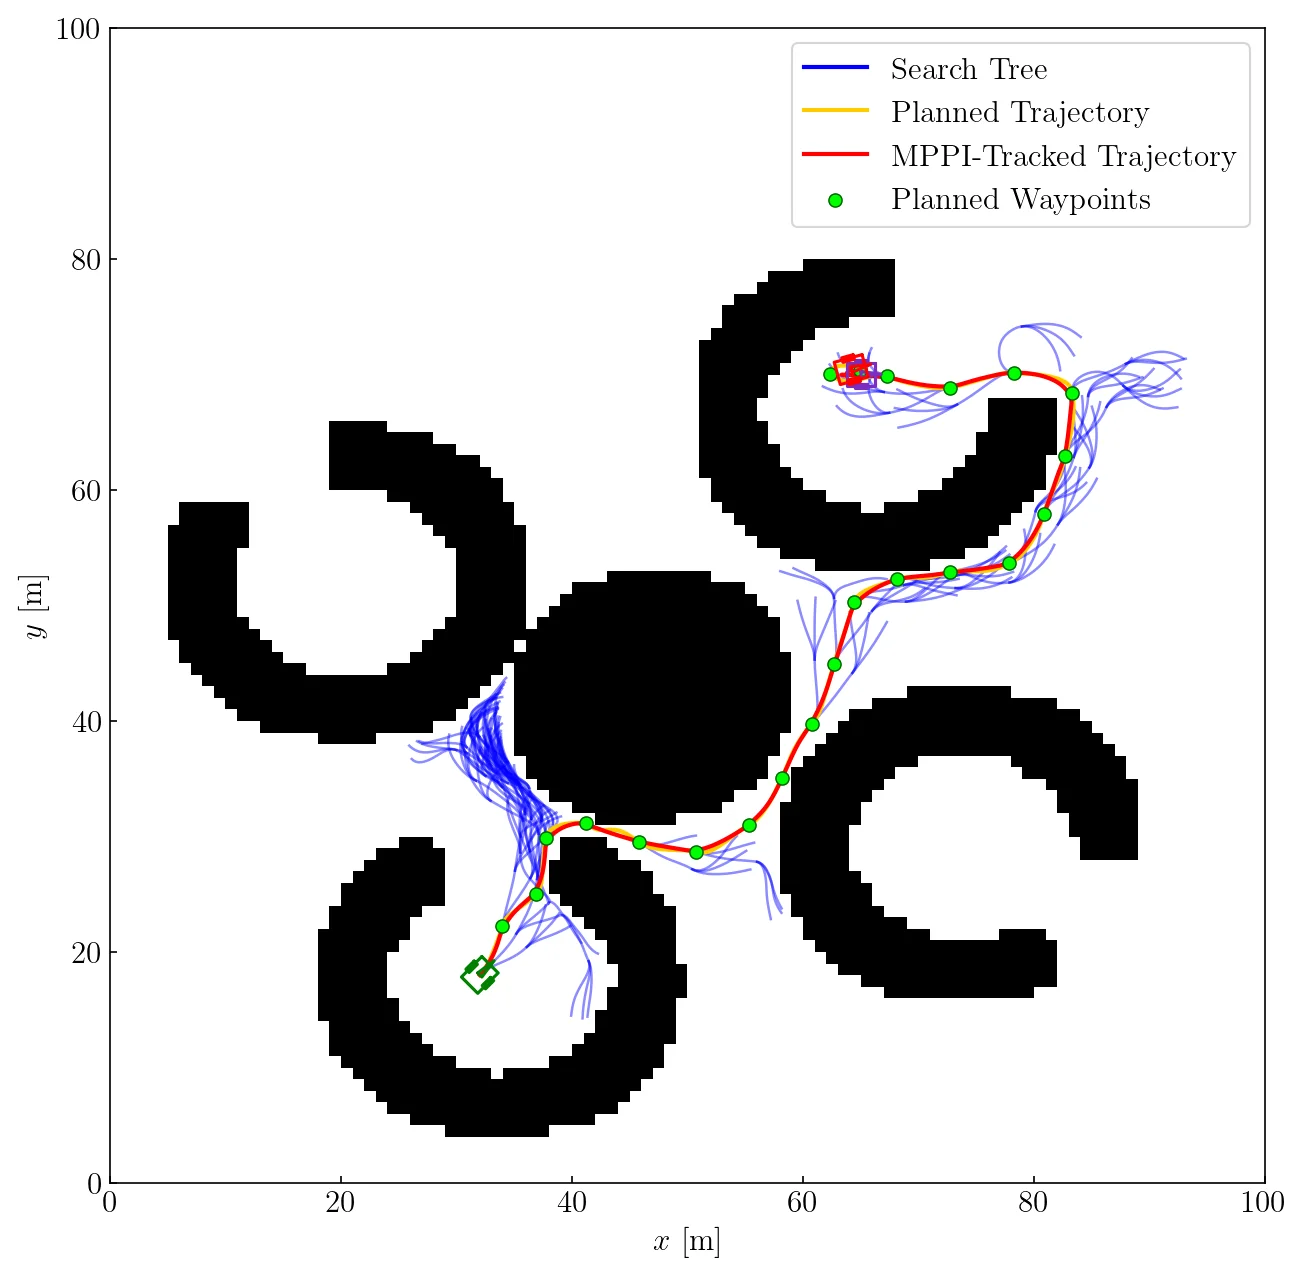 100
Search Tree
Planned Trajectory
MPPI-Tracked Trajectory
Planned Waypoints
80
60
y [m]
40
20
0
0 20 40 60 80 100
x [m]